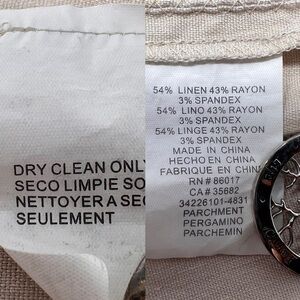 DRY CLEAN ONLY
SECO LIMPIE SO
NETTOYER A SEC
SEULEMENT
54% LINEN 43% RAYON
3% SPANDEX
54% LINO 43% RAYON
3% SPANDEX
54% LINGE 43% RAYON
3% SPANDEX
MADE IN CHINA
HECHO EN CHINA
FABRIQUE EN CHIN
RN # 86017
CA # 35682
34226101-4831
PARCHMENT
PERGAMINO
PARCHEMIN